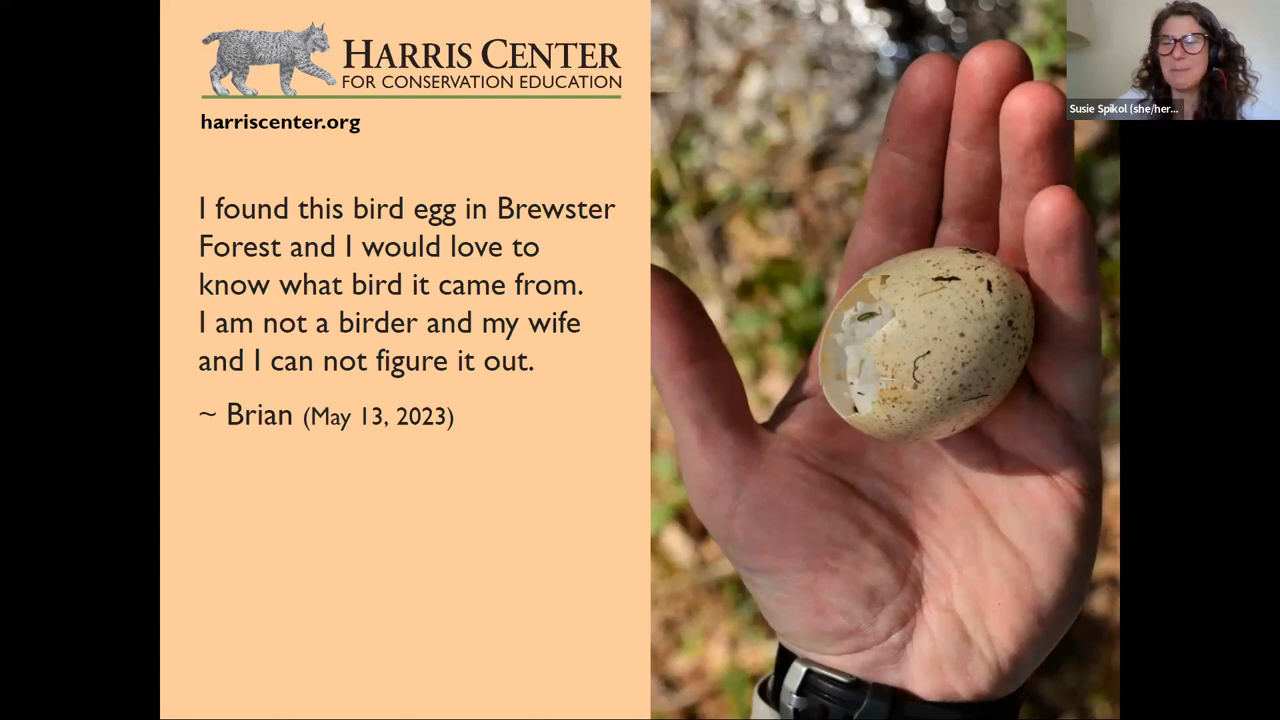 HARRIS CENTER
FOR CONSERVATION EDUCATION
harriscenter.org
I found this bird egg in Brewster
Forest and I would love to
know what bird it came from.
I am not a birder and my wife
and I can not figure it out.
~ Brian (May 13, 2023)
Susie Spikol (she/her...